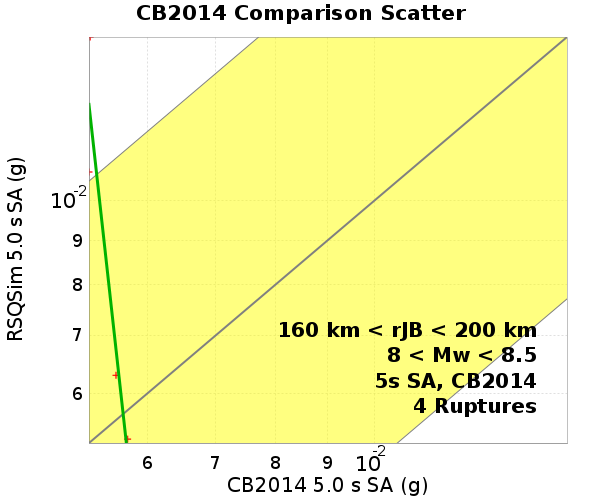 CB2014 Comparison Scatter
RSQSim 5.0 s SA (g)
10-2
9
8
7
6
160 km < rJB < 200 km
8 < Mw < 8.5
5s SA, CB2014
4 Ruptures
6 7 8 9 10-2
CB2014 5.0 s SA (g)